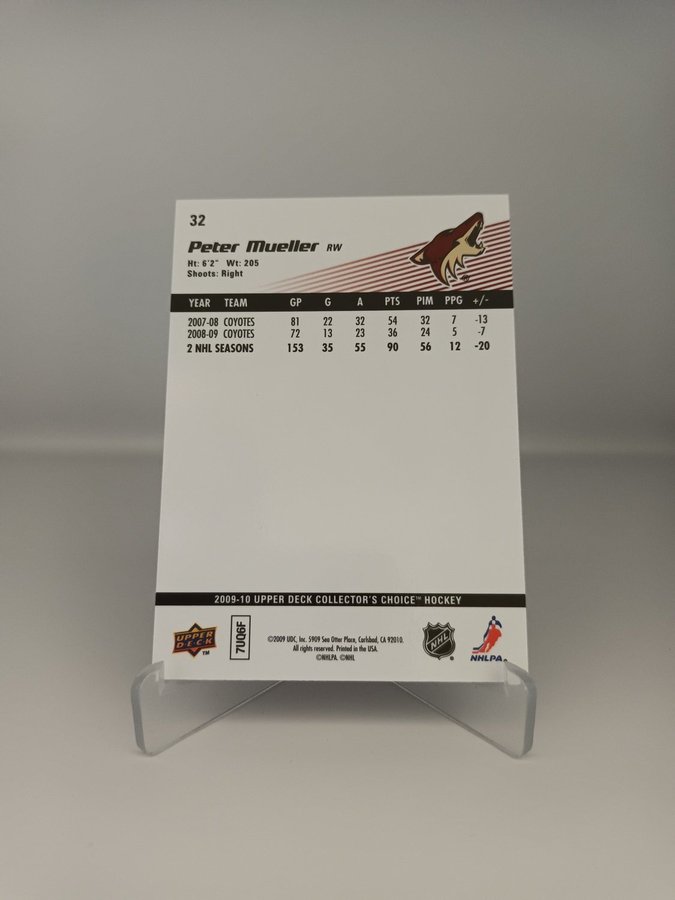 32
Peter Mueller RW
Ht: 6'2" Wt: 205
Shoots: Right
YEAR TEAM GP G A PTS PIM PPG +/-
2007-08 COYOTES 81 22 32 54 32 7 -13
2008-09 COYOTES 72 13 23 36 24 5 -7
2 NHL SEASONS 153 35 55 90 56 12 -20
2009-10 UPPER DECK COLLECTOR'S CHOICE™ HOCKEY
UPPER DECK™
7UQ6F
©2009 UDC, Inc. 5909 Sea Otter Place, Carlsbad, CA 92010.
All rights reserved. Printed in the USA.
©NHLPA. ©NHL
NHL
NHLPA